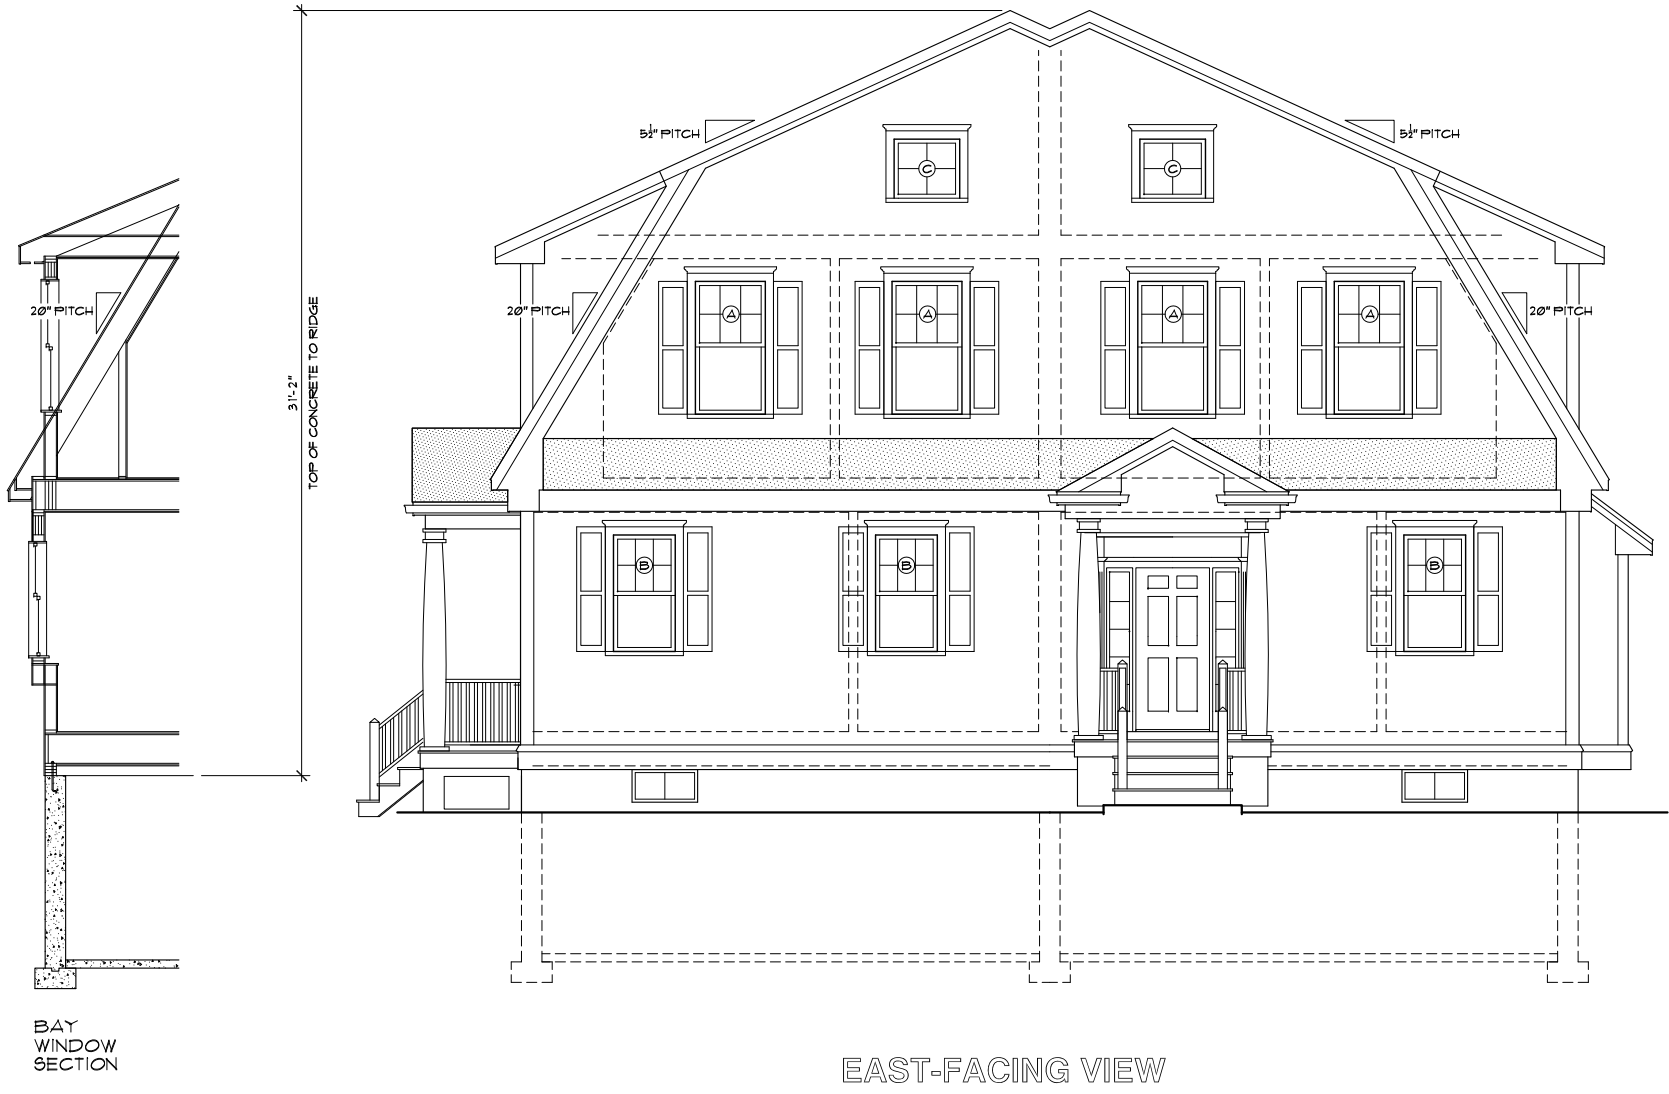 5½" PITCH
5½" PITCH
C
C
20" PITCH
20" PITCH
A
A
A
A
20" PITCH
31'-2"
TOP OF CONCRETE TO RIDGE
B
B
B
BAY
WINDOW
SECTION
EAST-FACING VIEW